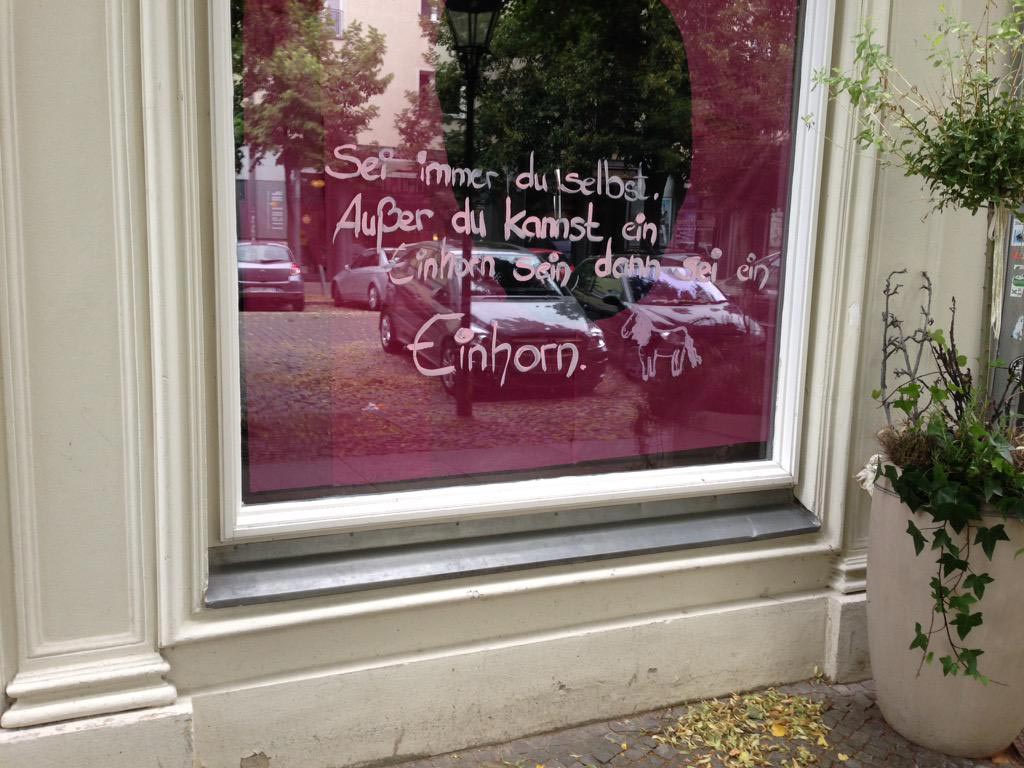 Sei immer du selbst.
Außer du kannst ein
Einhorn sein, dann sei ein
Einhorn.